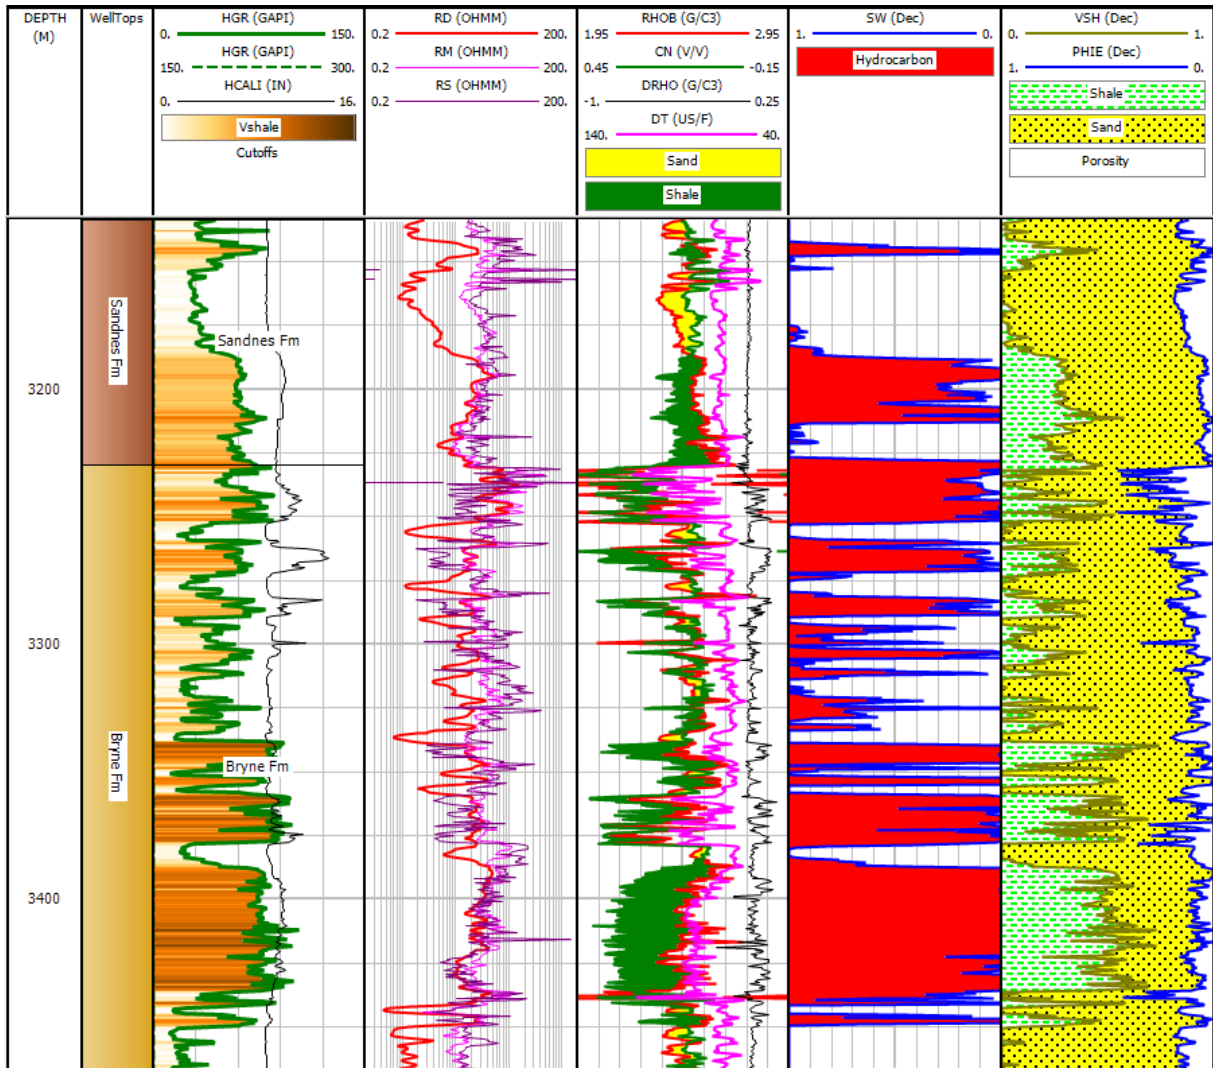 DEPTH
(M)
WellTops
HGR (GAPI)
0. 150.
HGR (GAPI)
150. 300.
HCALI (IN)
0. 16.
Vshale
Cutoffs
RD (OHMM)
0.2 200.
RM (OHMM)
0.2 200.
RS (OHMM)
0.2 200.
RHOB (G/C3)
1.95 2.95
CN (V/V)
0.45 -0.15
DRHO (G/C3)
-1. 0.25
DT (US/F)
140. 40.
Sand
Shale
SW (Dec)
1. 0.
Hydrocarbon
VSH (Dec)
0. 1.
PHIE (Dec)
1. 0.
Shale
Sand
Porosity
Sandnes Fm
Sandnes Fm
3200
3300
Bryne Fm
Bryne Fm
3400